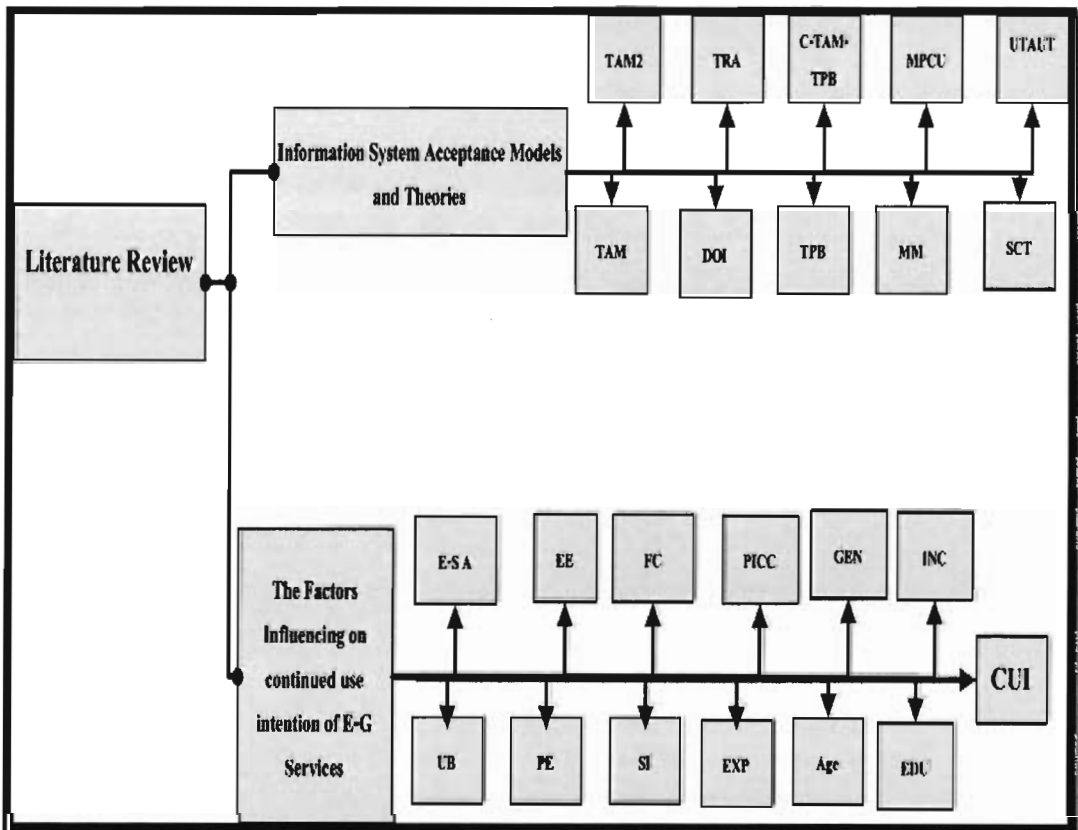 TAM2
TRA
C-TAM-
TPB
MPCU
UTAUT
Information System Acceptance Models
and Theories
TAM
DOI
TPB
MM
SCT
Literature Review
E-S A
EE
FC
PICC
GEN
INC
The Factors
Influencing on
continued use
intention of E-G
Services
CUI
UB
PE
SI
EXP
Age
EDU